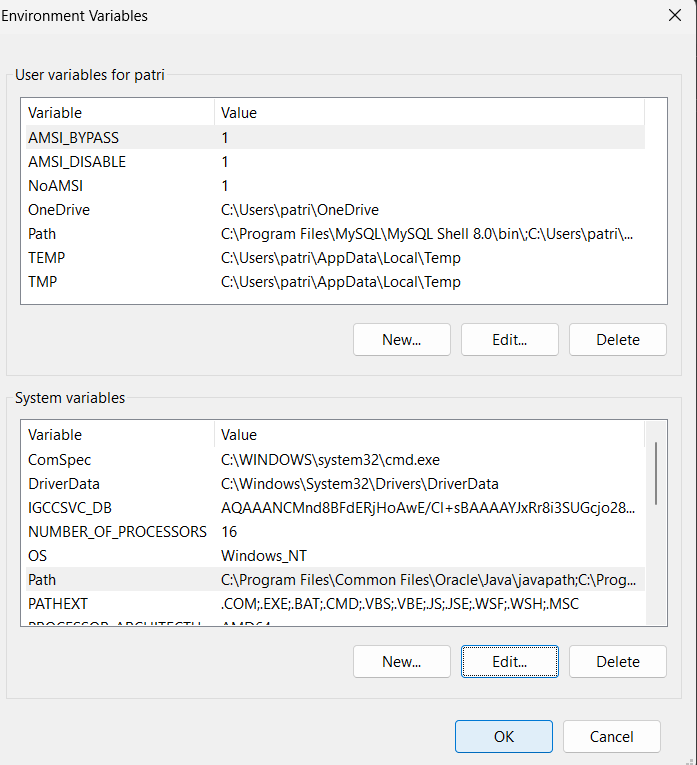 Environment Variables
User variables for patri
Variable Value
AMSI_BYPASS 1
AMSI_DISABLE 1
NoAMSI 1
OneDrive C:\Users\patri\OneDrive
Path C:\Program Files\MySQL\MySQL Shell 8.0\bin\;C:\Users\patri\...
TEMP C:\Users\patri\AppData\Local\Temp
TMP C:\Users\patri\AppData\Local\Temp
New... Edit... Delete
System variables
Variable Value
ComSpec C:\WINDOWS\system32\cmd.exe
DriverData C:\Windows\System32\Drivers\DriverData
IGCCSVC_DB AQAAANCMnd8BFdERjHoAwE/Cl+sBAAAAYJxRr8i3SUGcjo28...
NUMBER_OF_PROCESSORS 16
OS Windows_NT
Path C:\Program Files\Common Files\Oracle\Java\javapath;C:\Prog...
PATHEXT .COM;.EXE;.BAT;.CMD;.VBS;.VBE;.JS;.JSE;.WSF;.WSH;.MSC
PROCESSOR_ARCHITECTU AMD64
New... Edit... Delete
OK Cancel